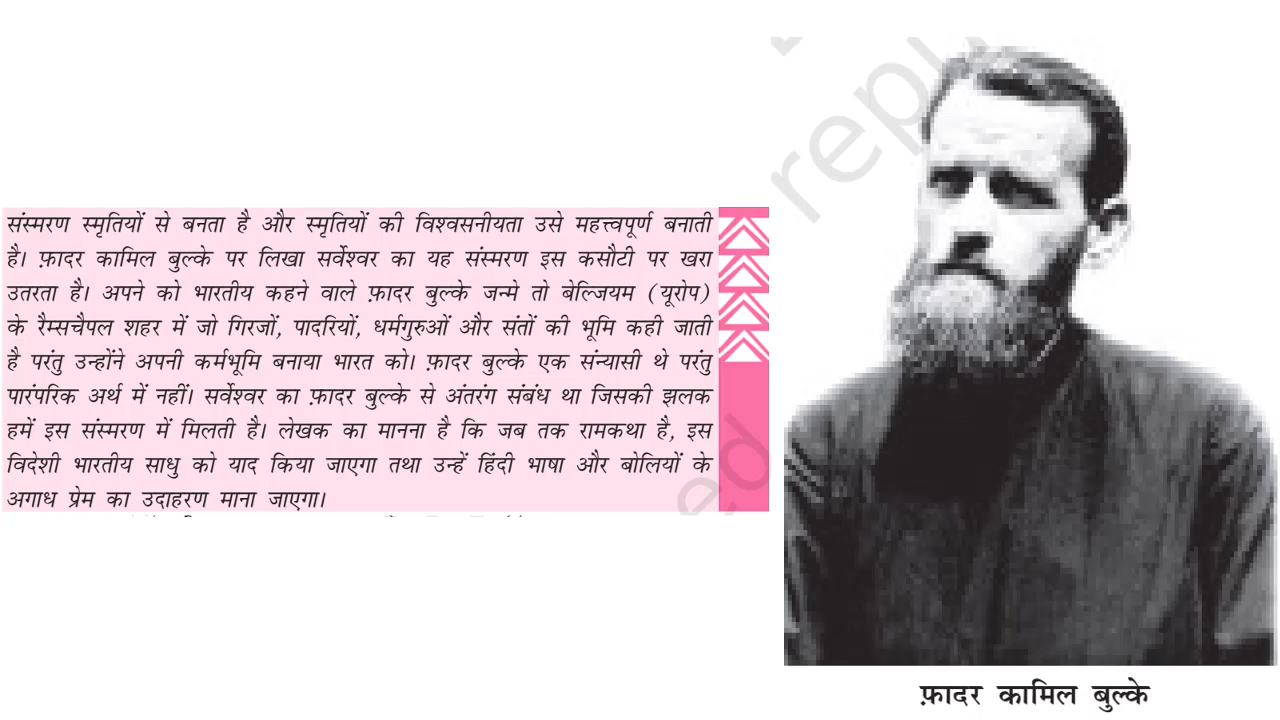 संस्मरण स्मृतियों से बनता है और स्मृतियों की विश्वसनीयता उसे महत्त्वपूर्ण बनाती
है। फ़ादर कामिल बुल्के पर लिखा सर्वेश्वर का यह संस्मरण इस कसौटी पर खरा
उतरता है। अपने को भारतीय कहने वाले फ़ादर बुल्के जन्मे तो बेल्जियम (यूरोप)
के रैम्सचैपल शहर में जो गिरजों, पादरियों, धर्मगुरुओं और संतों की भूमि कही जाती
है परंतु उन्होंने अपनी कर्मभूमि बनाया भारत को। फ़ादर बुल्के एक संन्यासी थे परंतु
पारंपरिक अर्थ में नहीं। सर्वेश्वर का फ़ादर बुल्के से अंतरंग संबंध था जिसकी झलक
हमें इस संस्मरण में मिलती है। लेखक का मानना है कि जब तक रामकथा है, इस
विदेशी भारतीय साधु को याद किया जाएगा तथा उन्हें हिंदी भाषा और बोलियों के
अगाध प्रेम का उदाहरण माना जाएगा।
फ़ादर कामिल बुल्के